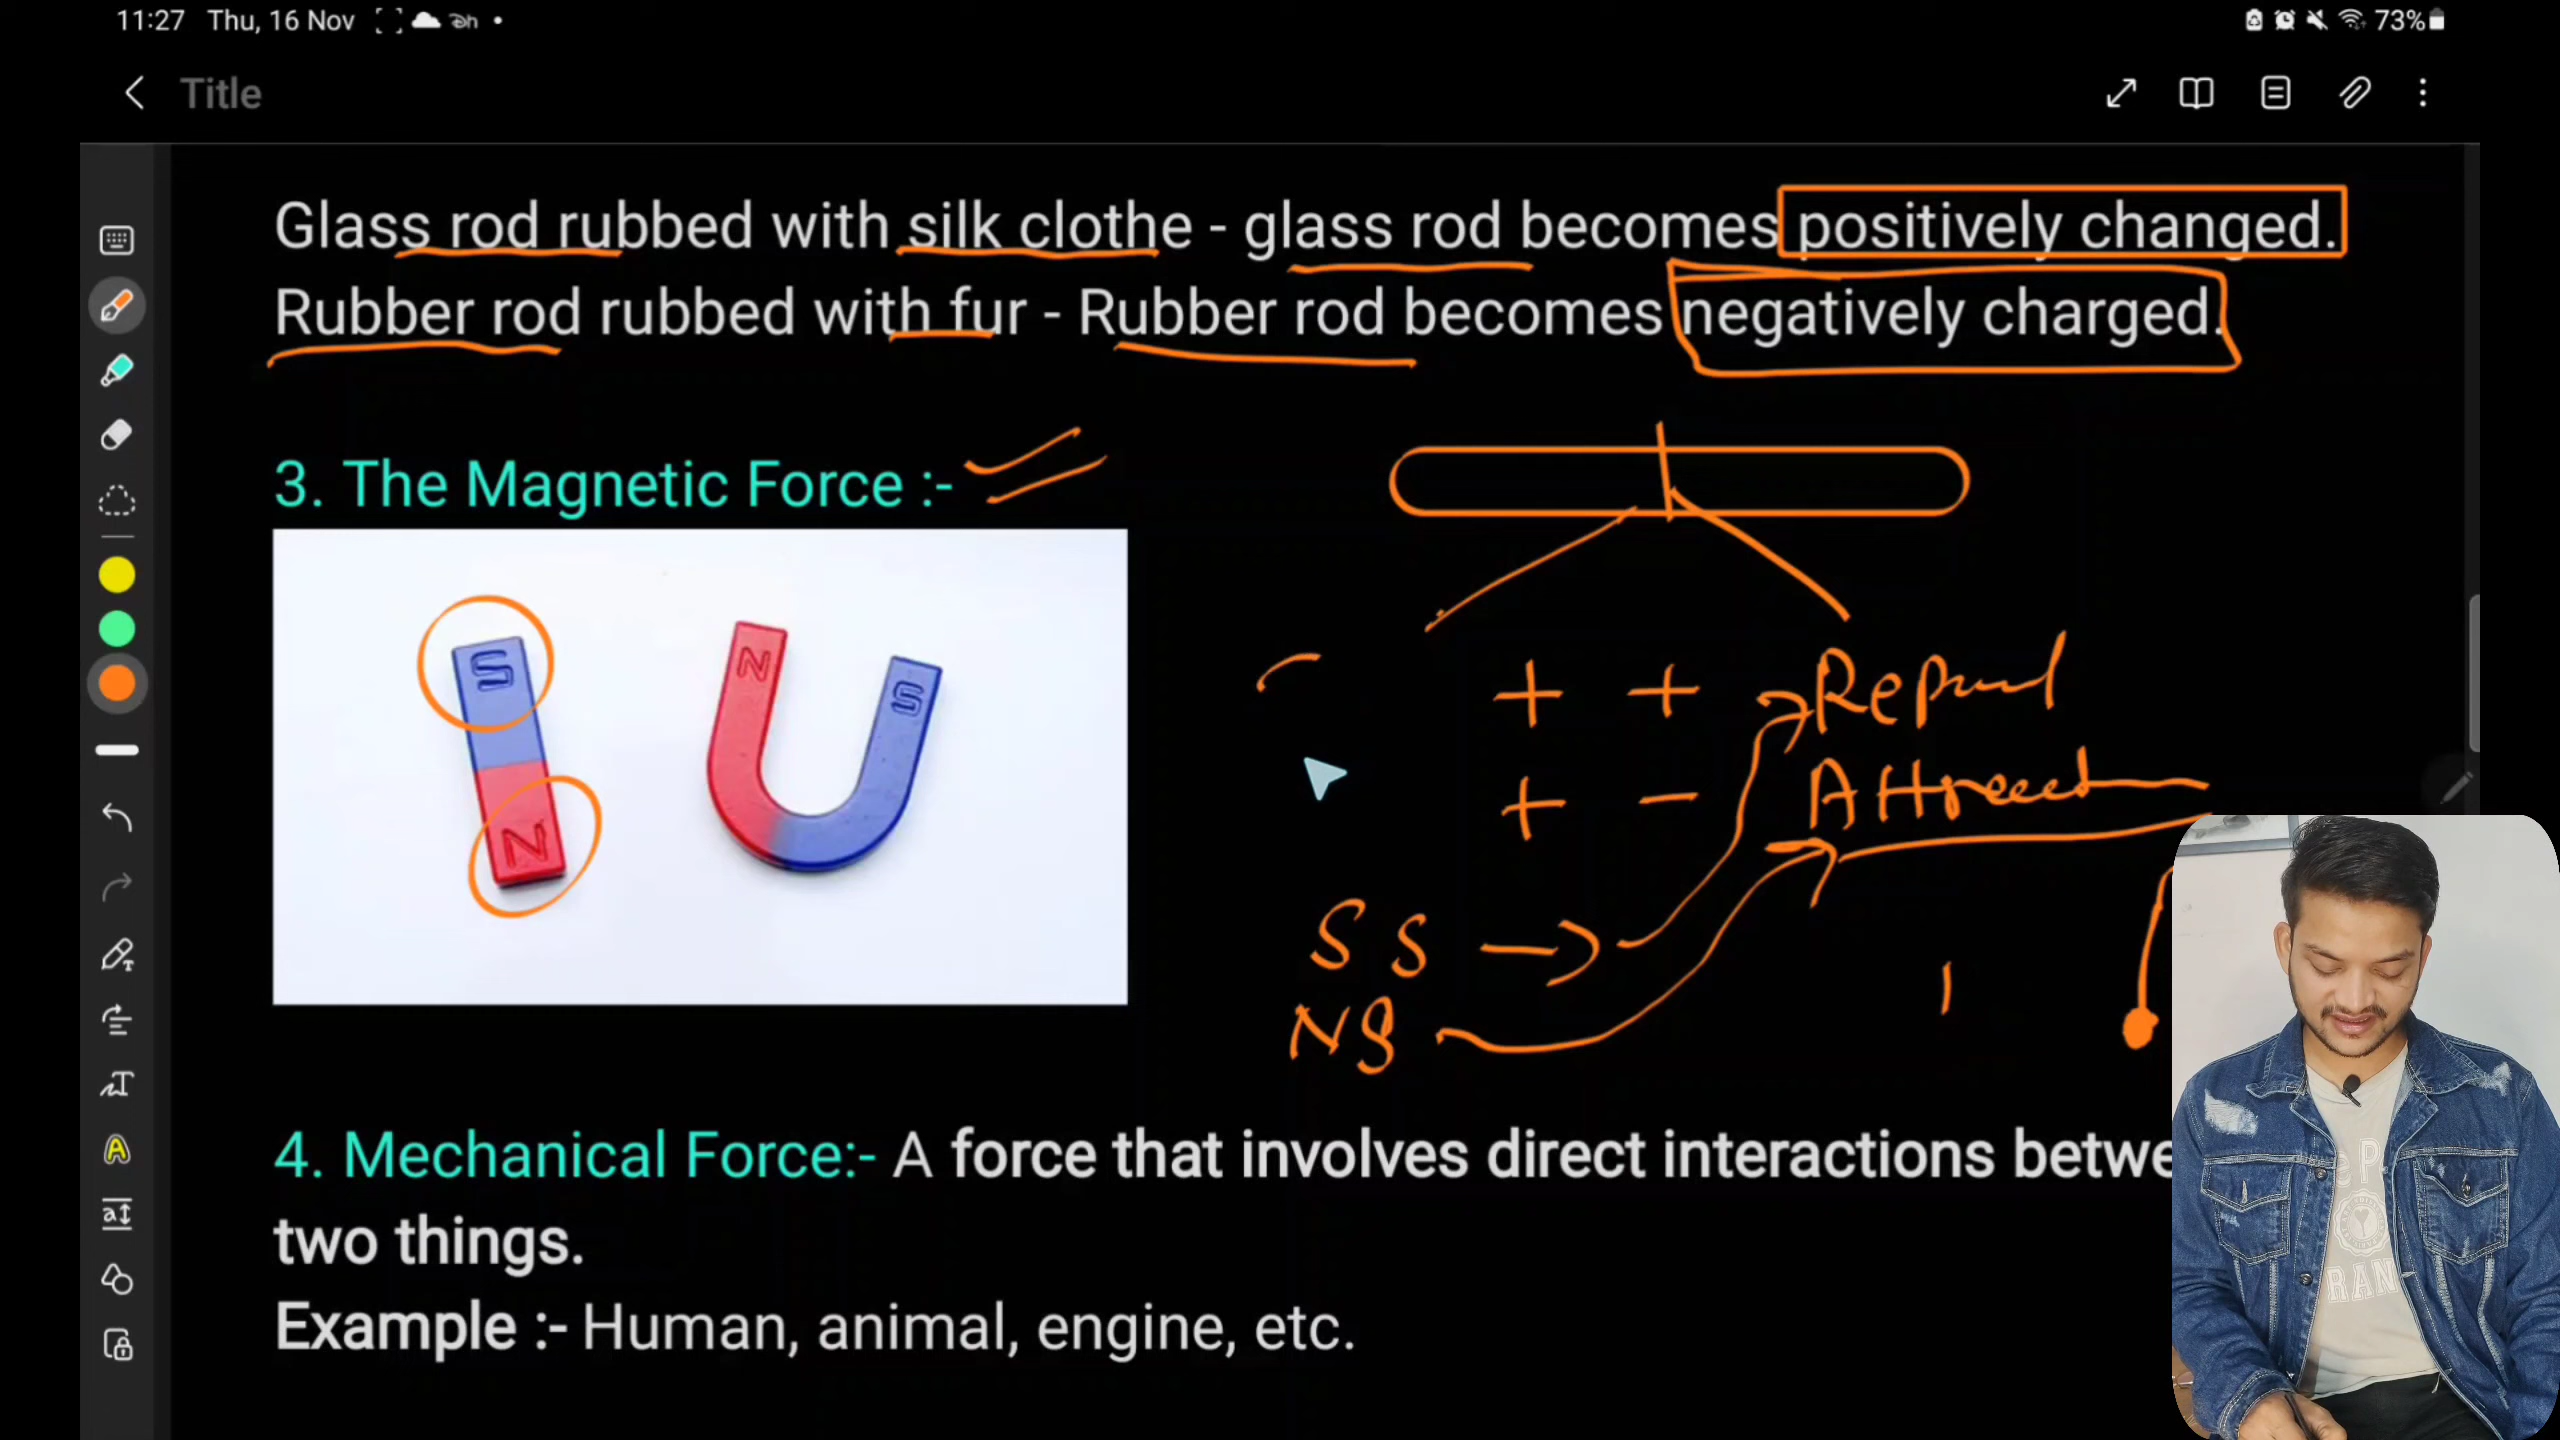 11:27 Thu, 16 Nov
73%
Title
Glass rod rubbed with silk clothe - glass rod becomes positively changed.
Rubber rod rubbed with fur - Rubber rod becomes negatively charged.
3. The Magnetic Force :-
S
N
N
S
+ +
+ -
S S
N S
4. Mechanical Force:- A force that involves direct interactions betwe
two things.
Example :- Human, animal, engine, etc.